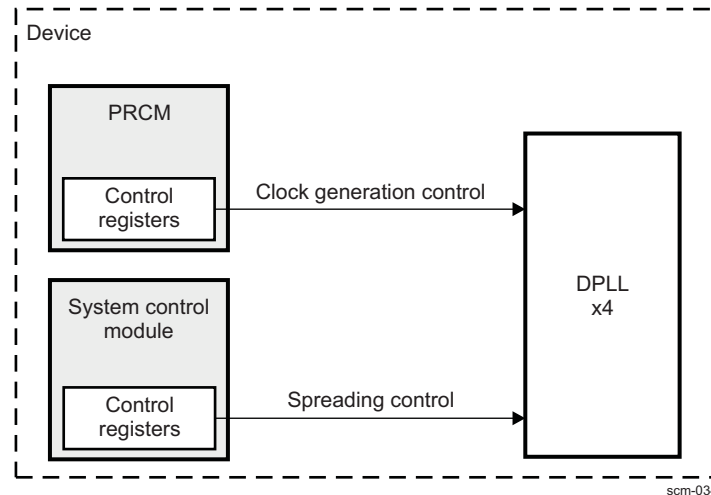 Device
PRCM
Control
registers
Clock generation control
System control
module
Control
registers
Spreading control
DPLL
x4
scm-03